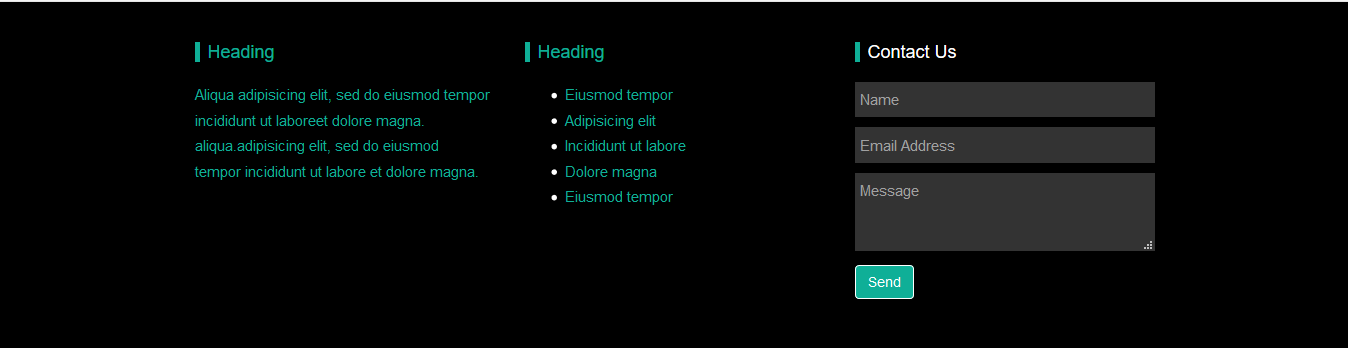 Heading
Aliqua adipisicing elit, sed do eiusmod tempor
incididunt ut laboreet dolore magna.
aliqua.adipisicing elit, sed do eiusmod
tempor incididunt ut labore et dolore magna.
Heading
Eiusmod tempor
Adipisicing elit
Incididunt ut labore
Dolore magna
Eiusmod tempor
Contact Us
Name
Email Address
Message
Send